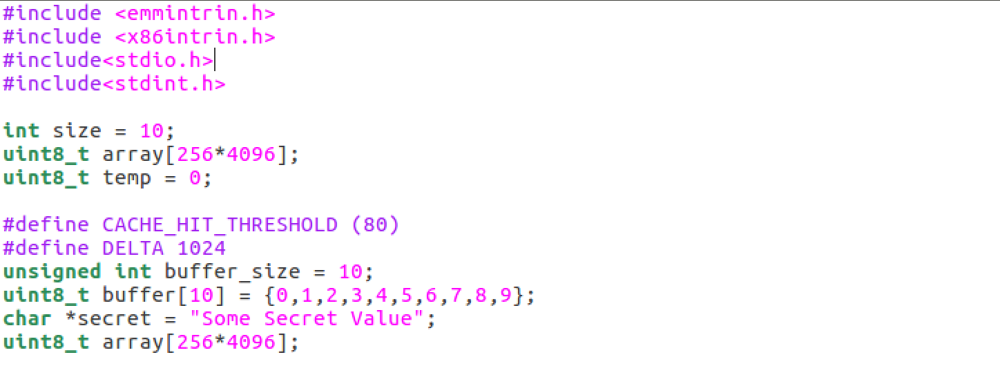 #include <emmintrin.h>
#include <x86intrin.h>
#include<stdio.h>
#include<stdint.h>
int size = 10;
uint8_t array[256*4096];
uint8_t temp = 0;
#define CACHE_HIT_THRESHOLD (80)
#define DELTA 1024
unsigned int buffer_size = 10;
uint8_t buffer[10] = {0,1,2,3,4,5,6,7,8,9};
char *secret = "Some Secret Value";
uint8_t array[256*4096];